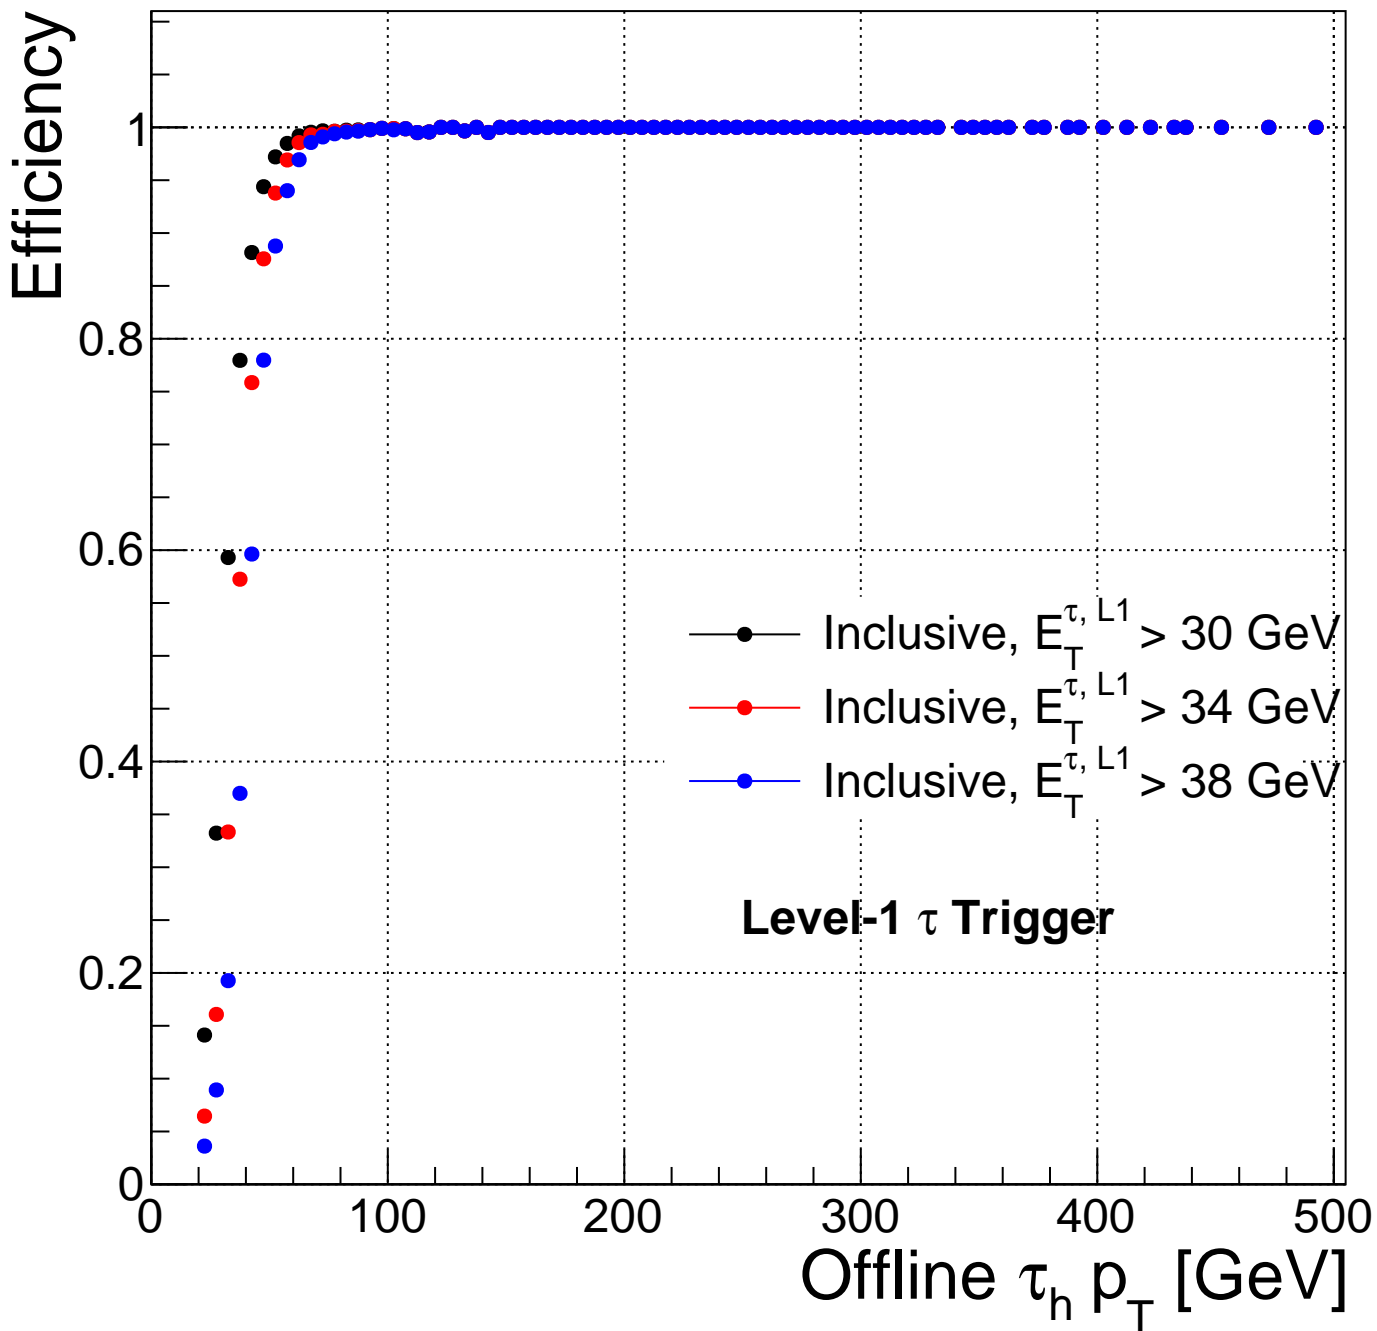 Efficiency
1
0.8
0.6
0.4
0.2
0
0 100 200 300 400 500
Offline τ_h p_T [GeV]
Inclusive, E_T^{τ, L1} > 30 GeV
Inclusive, E_T^{τ, L1} > 34 GeV
Inclusive, E_T^{τ, L1} > 38 GeV
Level-1 τ Trigger